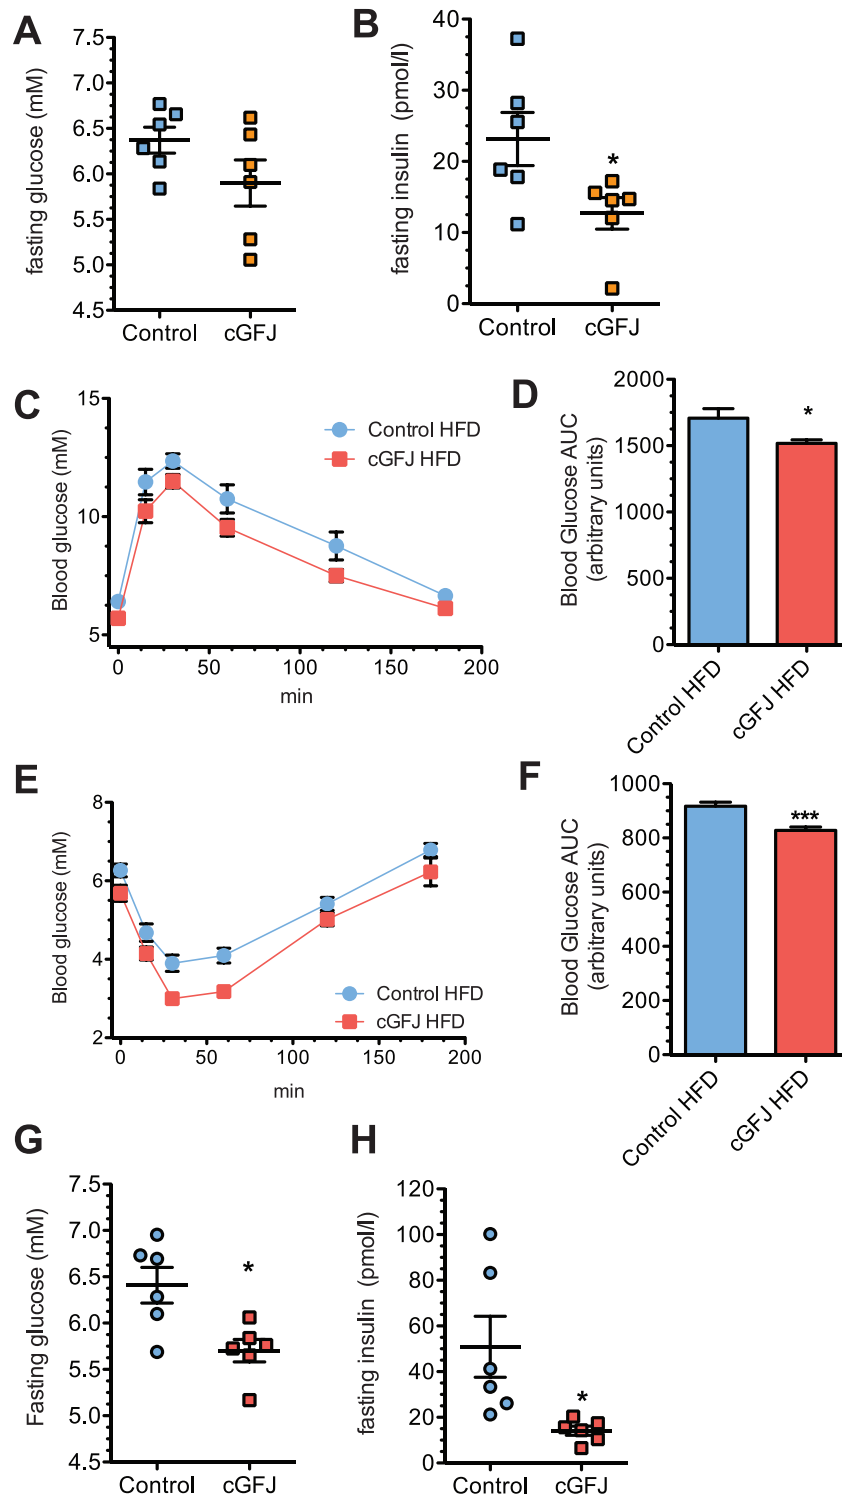 A
fasting glucose (mM)
7.5
7.0
6.5
6.0
5.5
5.0
4.5
Control
cGFJ
B
fasting insulin (pmol/l)
40
30
20
10
0
*
Control
cGFJ
C
Blood glucose (mM)
15
10
5
0
50
100
150
200
min
Control HFD
cGFJ HFD
D
Blood Glucose AUC
(arbitrary units)
2000
1500
1000
500
0
*
Control HFD
cGFJ HFD
E
Blood glucose (mM)
8
6
4
2
0
50
100
150
200
min
Control HFD
cGFJ HFD
F
Blood Glucose AUC
(arbitrary units)
1000
800
600
400
200
0
***
Control HFD
cGFJ HFD
G
Fasting glucose (mM)
7.5
7.0
6.5
6.0
5.5
5.0
4.5
*
Control
cGFJ
H
fasting insulin (pmol/l)
120
100
80
60
40
20
0
*
Control
cGFJ